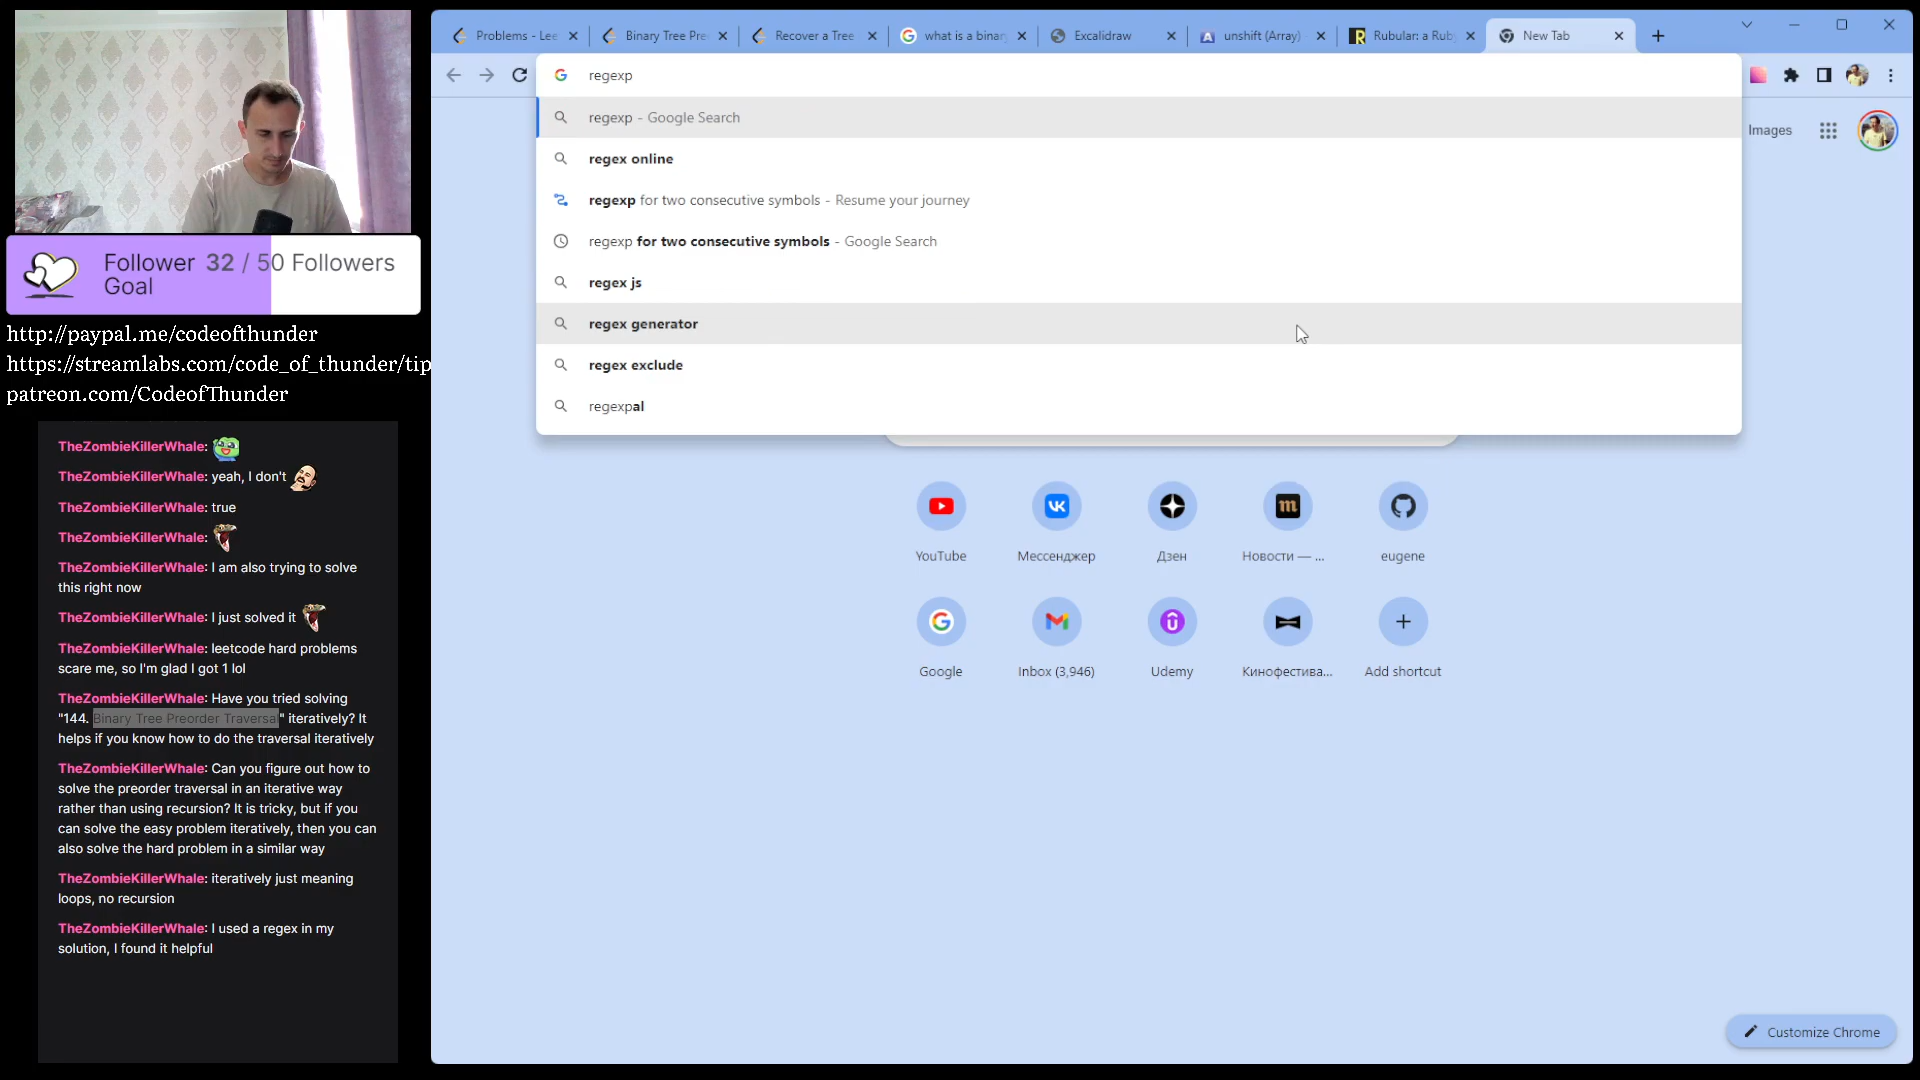 Problems - Lee
Binary Tree Pre
Recover a Tree
what is a binar
Excalidraw
unshift (Array)
Rubular: a Rub
New Tab
regexp
regexp - Google Search
regex online
regexp for two consecutive symbols - Resume your journey
regexp for two consecutive symbols - Google Search
regex js
regex generator
regex exclude
regexpal
Images
YouTube
Мессенджер
Дзен
Новости — ...
eugene
Google
Inbox (3,946)
Udemy
Кинофестива...
Add shortcut
Customize Chrome
Follower 32 / 50 Followers
Goal
http://paypal.me/codeofthunder
https://streamlabs.com/code_of_thunder/tip
patreon.com/CodeofThunder
TheZombieKillerWhale:
TheZombieKillerWhale: yeah, I don't
TheZombieKillerWhale: true
TheZombieKillerWhale:
TheZombieKillerWhale: I am also trying to solve
this right now
TheZombieKillerWhale: I just solved it
TheZombieKillerWhale: leetcode hard problems
scare me, so I'm glad I got 1 lol
TheZombieKillerWhale: Have you tried solving
"144. Binary Tree Preorder Traversal" iteratively? It
helps if you know how to do the traversal iteratively
TheZombieKillerWhale: Can you figure out how to
solve the preorder traversal in an iterative way
rather than using recursion? It is tricky, but if you
can solve the easy problem iteratively, then you can
also solve the hard problem in a similar way
TheZombieKillerWhale: iteratively just meaning
loops, no recursion
TheZombieKillerWhale: I used a regex in my
solution, I found it helpful